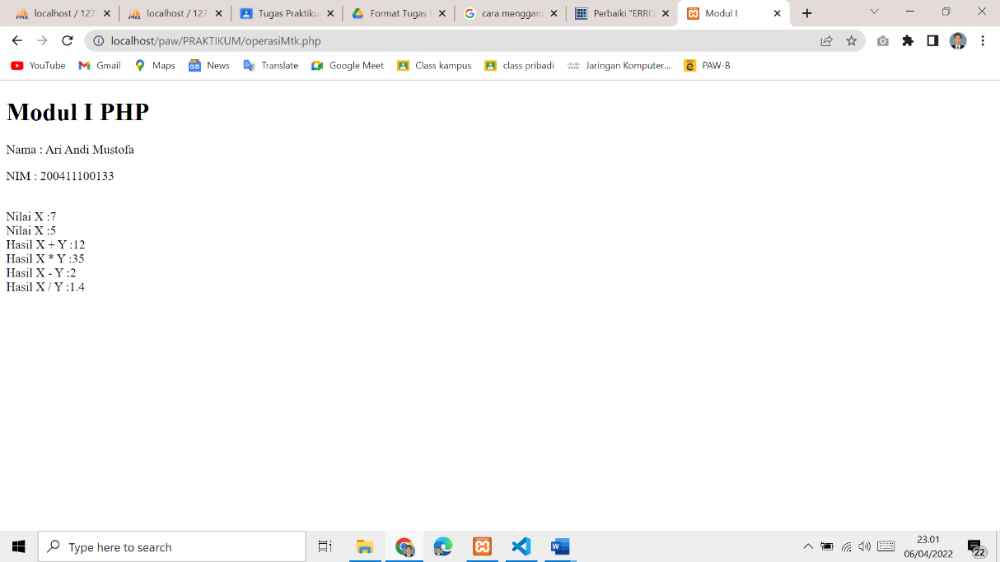 localhost / 127
localhost / 127
Tugas Praktiku
Format Tugas P
cara menggam
Perbaiki "ERRO
Modul I
localhost/paw/PRAKTIKUM/operasiMtk.php
YouTube
Gmail
Maps
News
Translate
Google Meet
Class kampus
class pribadi
Jaringan Komputer...
PAW-B
Modul I PHP
Nama : Ari Andi Mustofa
NIM : 200411100133
Nilai X :7
Nilai X :5
Hasil X + Y :12
Hasil X * Y :35
Hasil X - Y :2
Hasil X / Y :1.4
Type here to search
23.01
06/04/2022
22